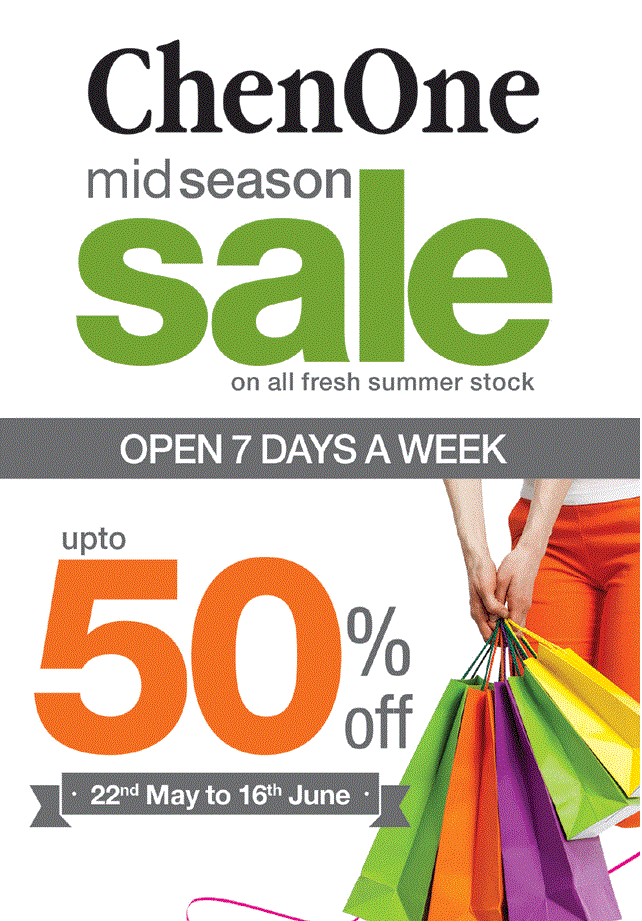 ChenOne
mid season
sale
on all fresh summer stock
OPEN 7 DAYS A WEEK
upto
50%
off
· 22nd May to 16th June ·